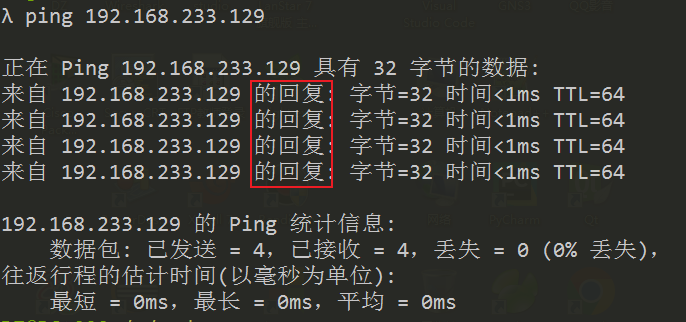 λ ping 192.168.233.129
正在 Ping 192.168.233.129 具有 32 字节的数据:
来自 192.168.233.129 的回复: 字节=32 时间<1ms TTL=64
来自 192.168.233.129 的回复: 字节=32 时间<1ms TTL=64
来自 192.168.233.129 的回复: 字节=32 时间<1ms TTL=64
来自 192.168.233.129 的回复: 字节=32 时间<1ms TTL=64
192.168.233.129 的 Ping 统计信息:
数据包: 已发送 = 4，已接收 = 4，丢失 = 0 (0% 丢失)，
往返行程的估计时间(以毫秒为单位):
最短 = 0ms，最长 = 0ms，平均 = 0ms